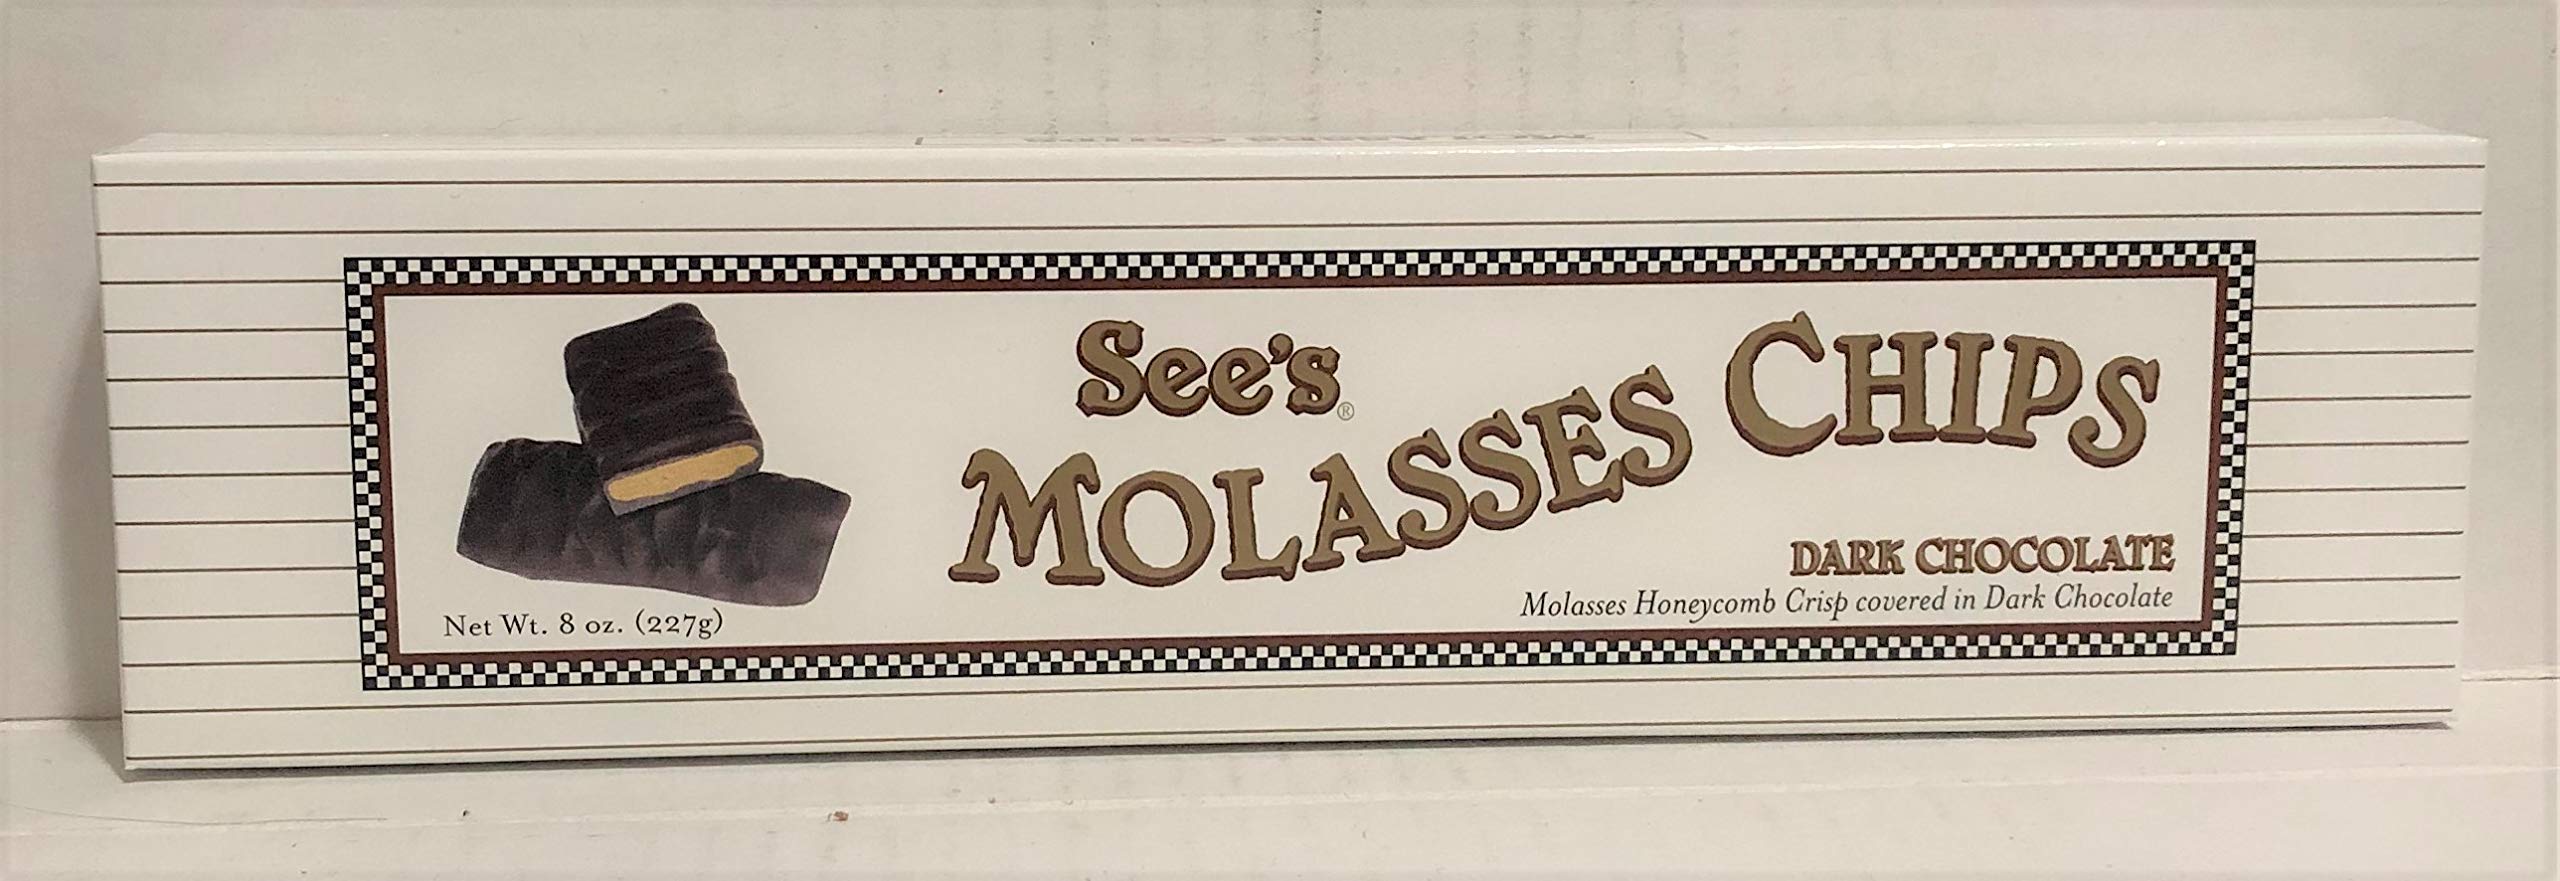 See's®
MOLASSES CHIPS
DARK CHOCOLATE
Molasses Honeycomb Crisp covered in Dark Chocolate
Net Wt. 8 oz. (227g)